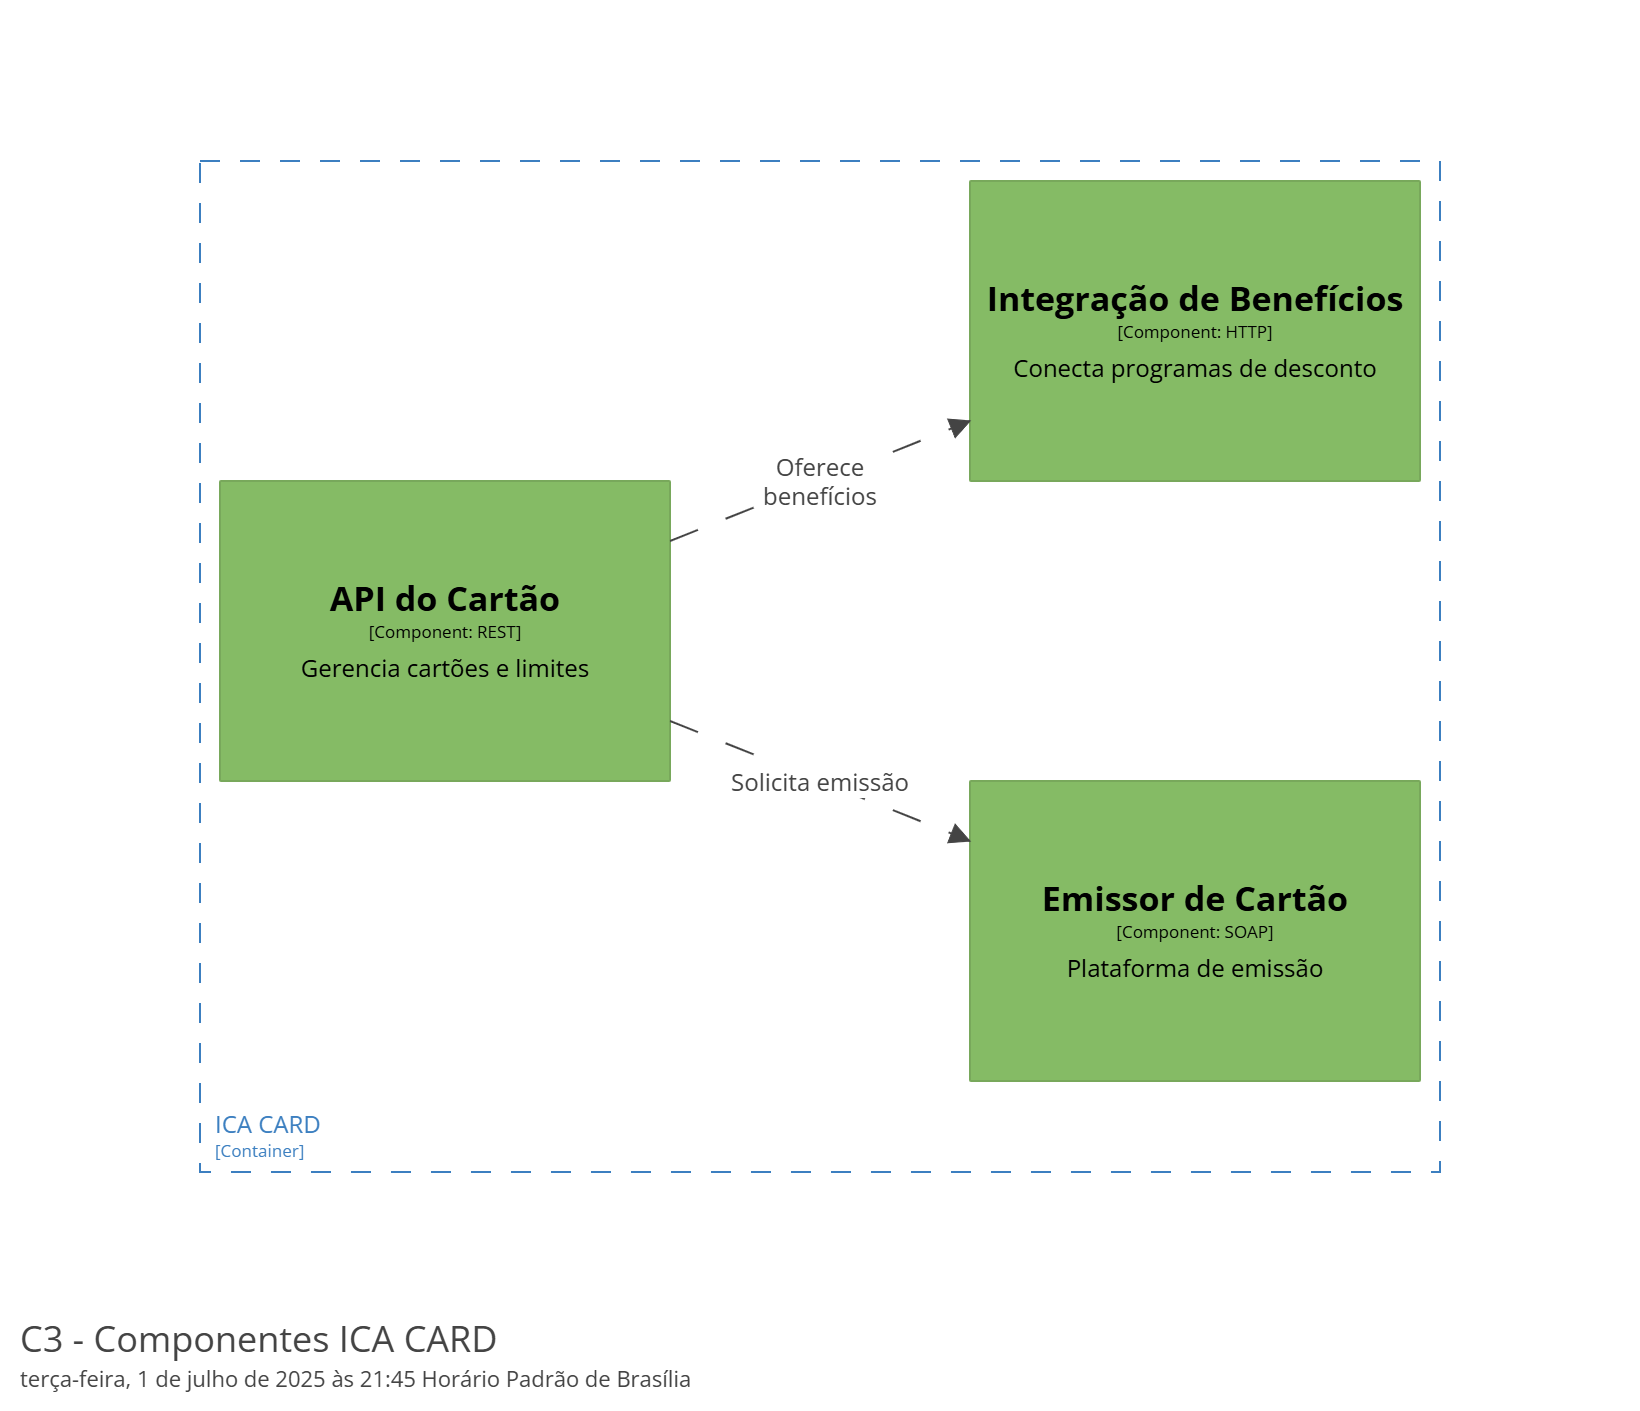 Integração de Benefícios
[Component: HTTP]
Conecta programas de desconto
Oferece
benefícios
API do Cartão
[Component: REST]
Gerencia cartões e limites
Solicita emissão
Emissor de Cartão
[Component: SOAP]
Plataforma de emissão
ICA CARD
[Container]
C3 - Componentes ICA CARD
terça-feira, 1 de julho de 2025 às 21:45 Horário Padrão de Brasília